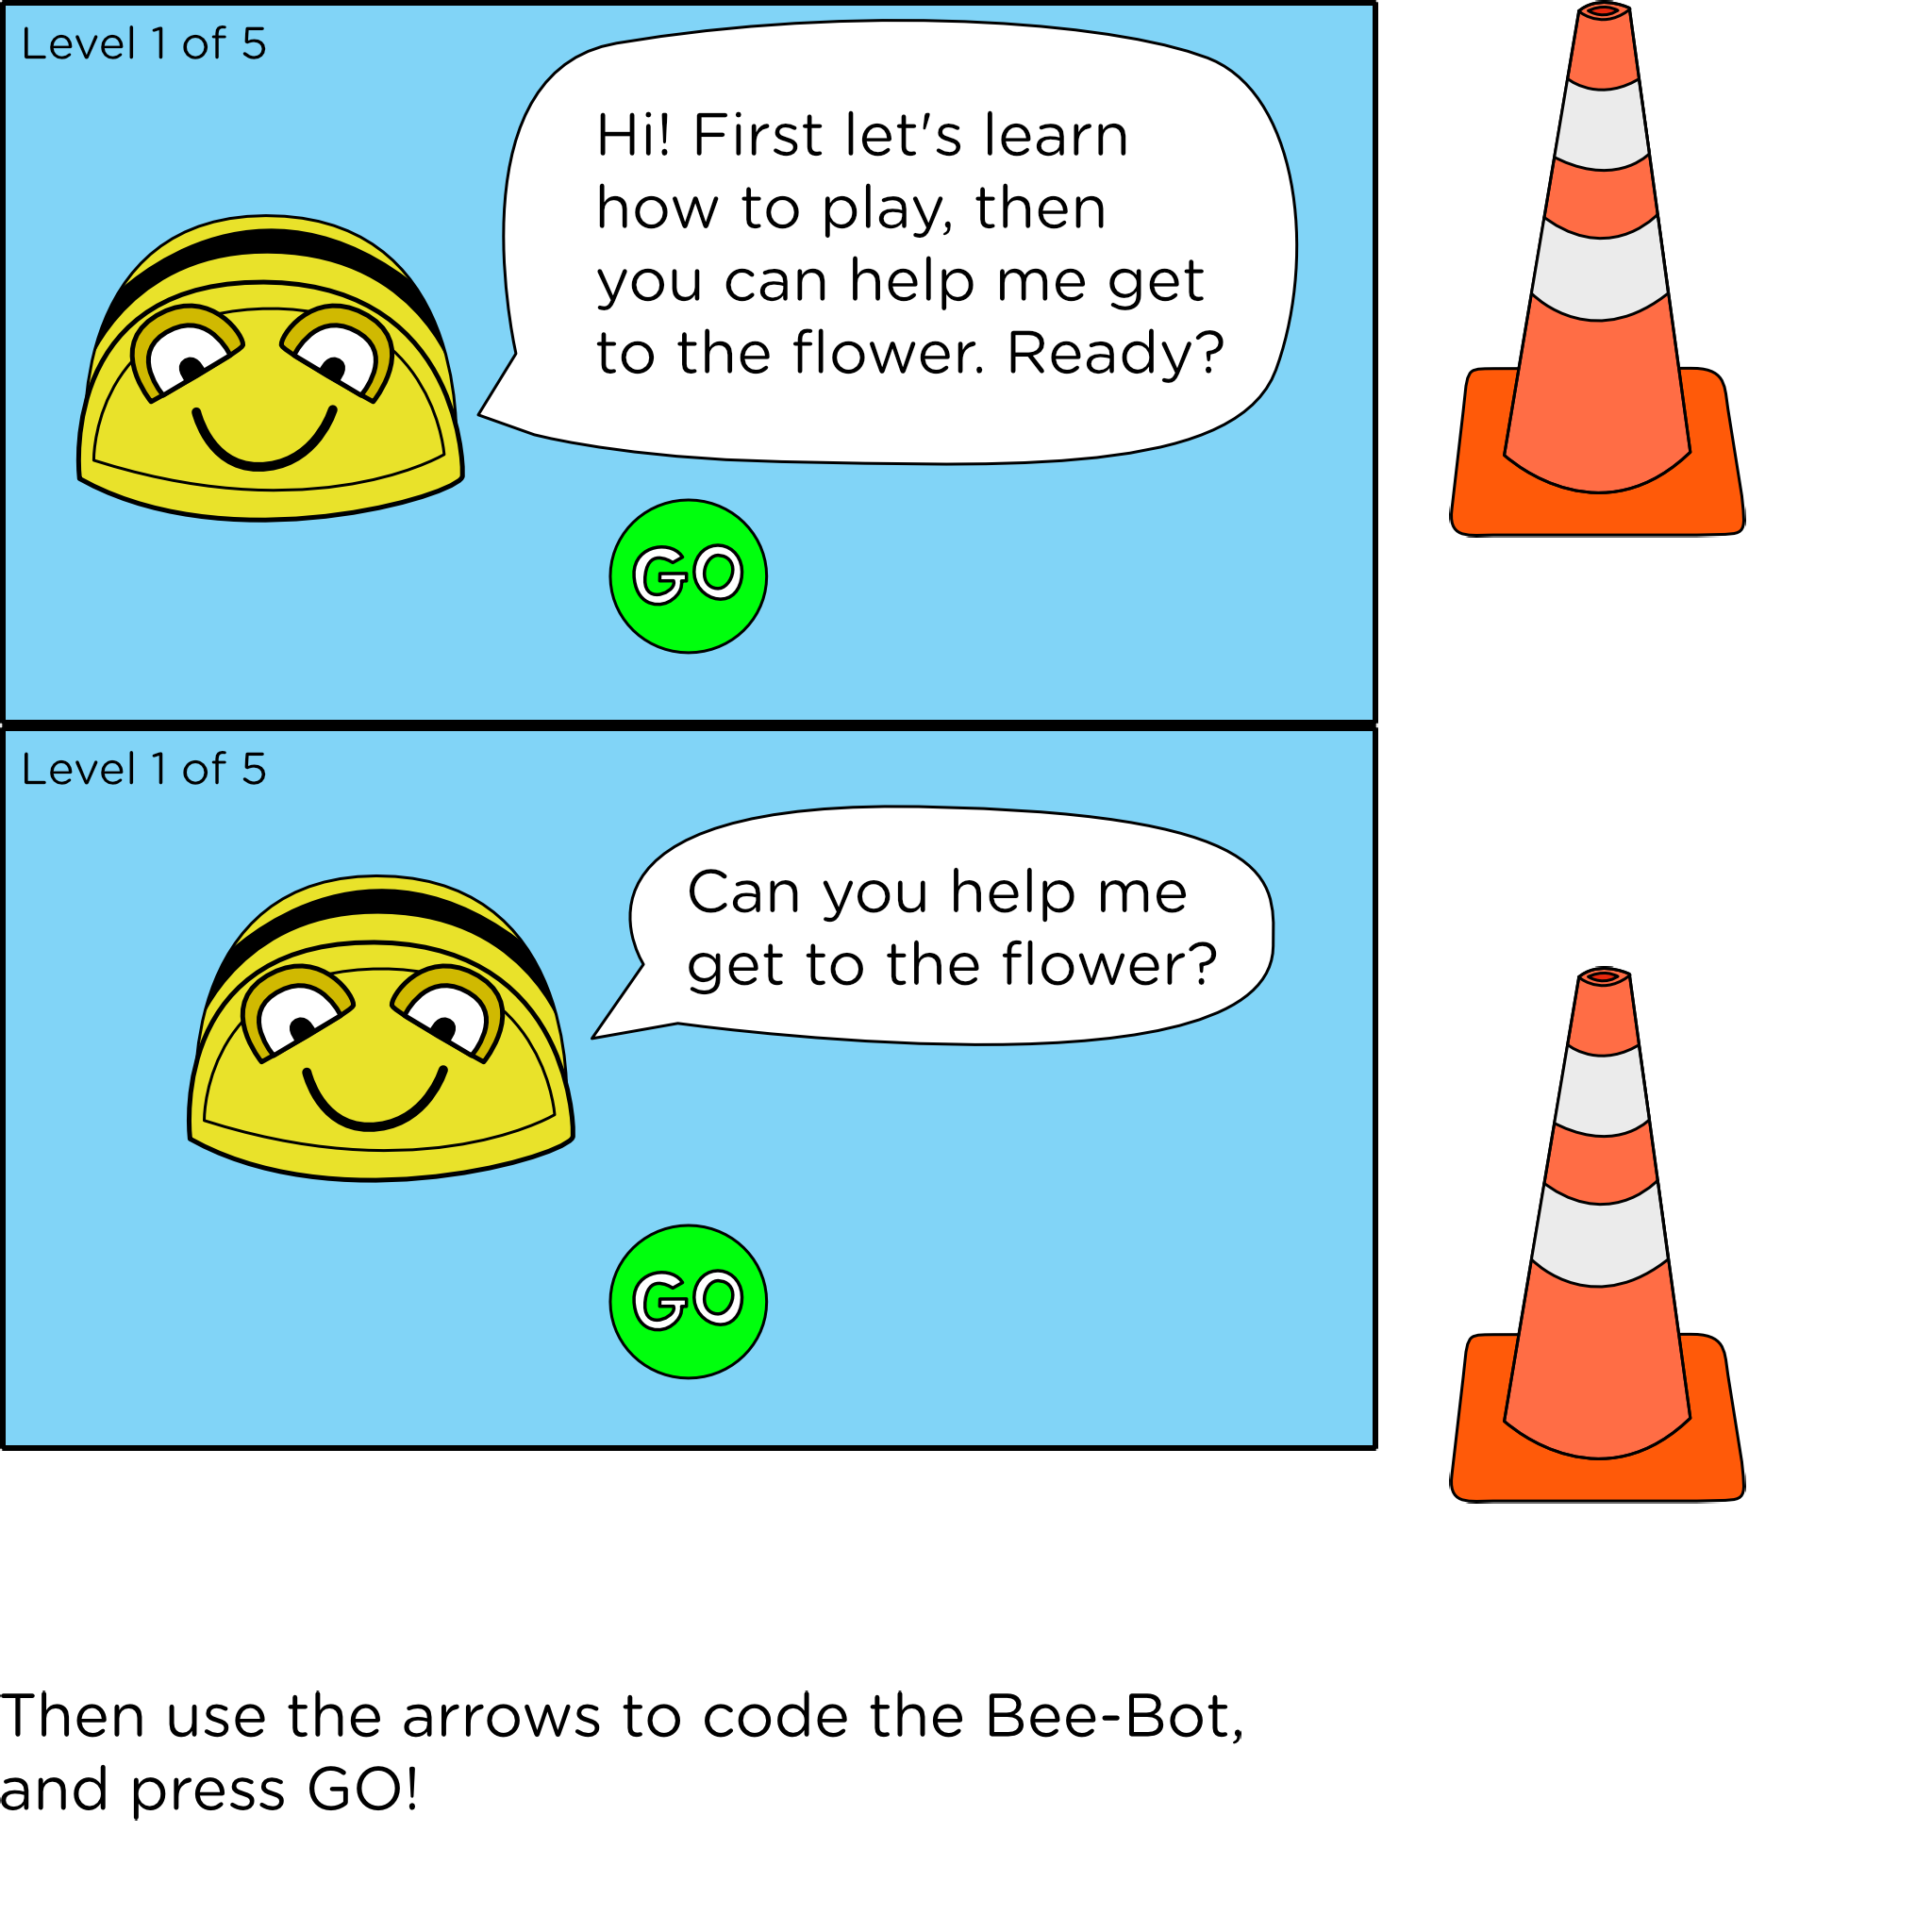 Level 1 of 5
Hi! First let's learn
how to play, then
you can help me get
to the flower. Ready?
GO
Level 1 of 5
Can you help me
get to the flower?
GO
Then use the arrows to code the Bee-Bot,
and press GO!